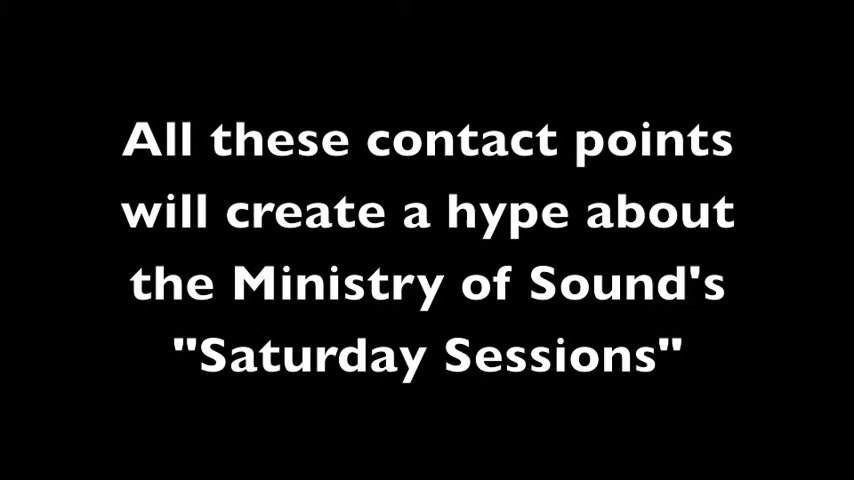 All these contact points
will create a hype about
the Ministry of Sound's
"Saturday Sessions"